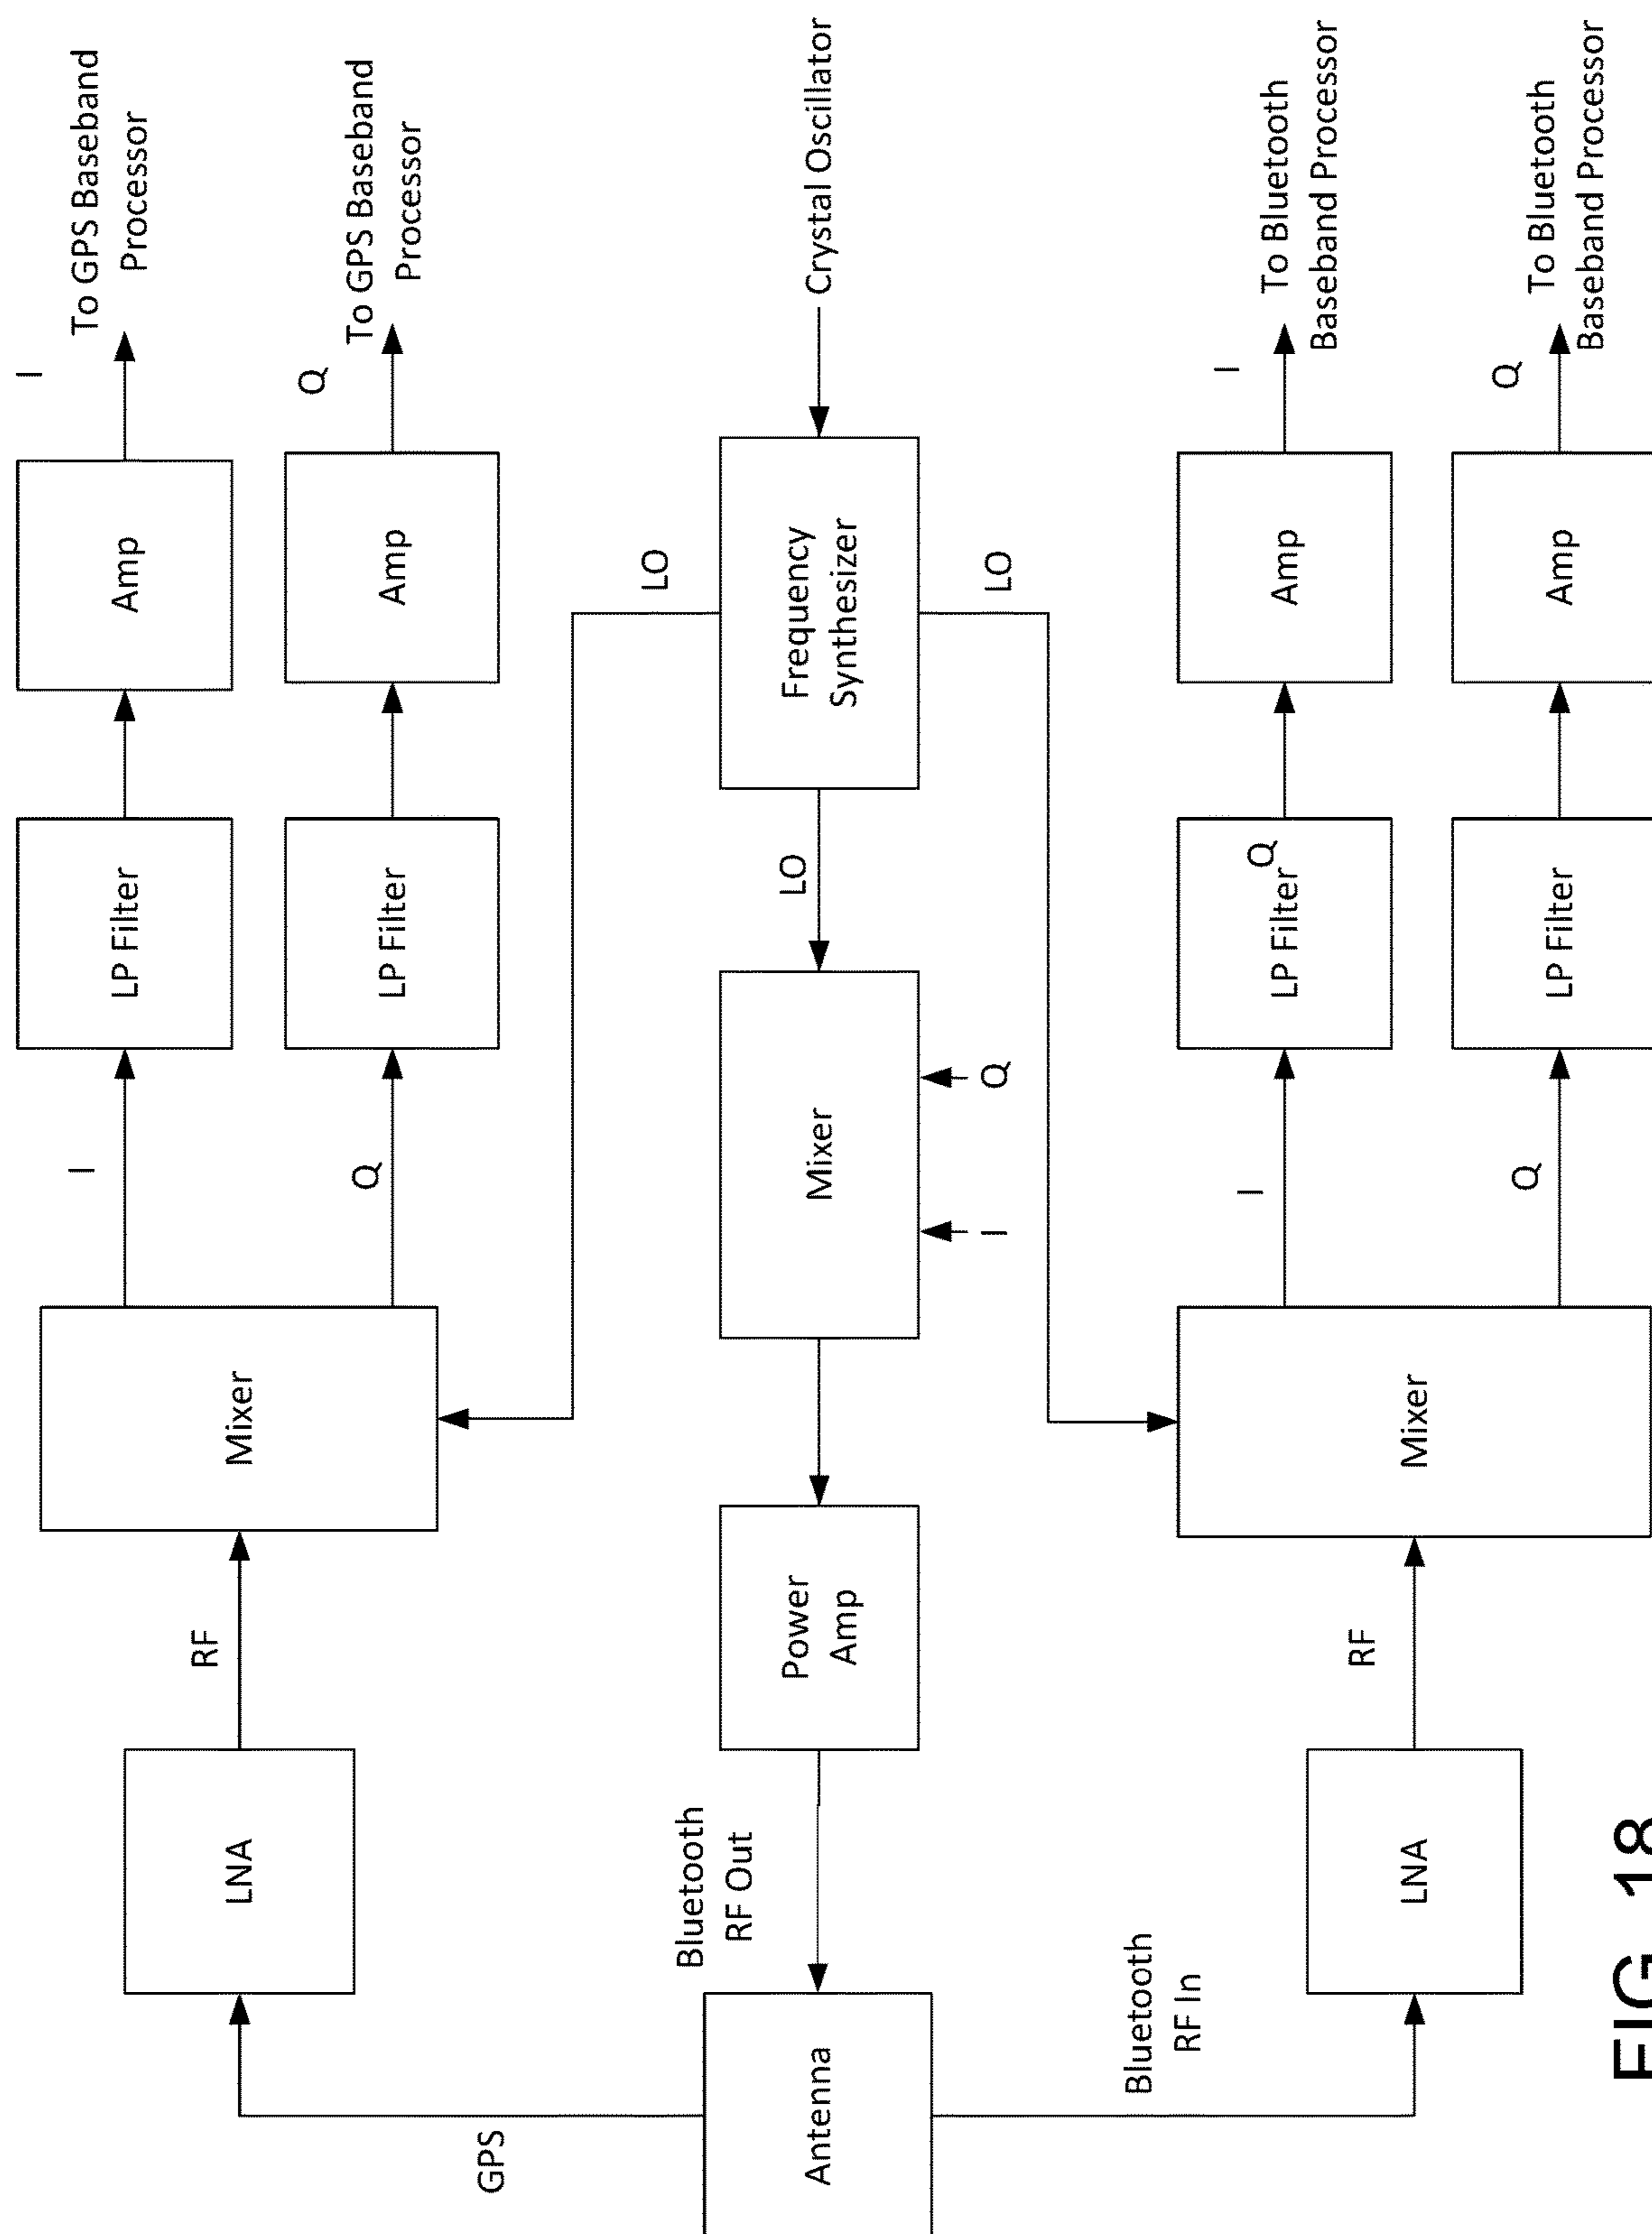 I
To GPS Baseband
Processor
Amp
LP Filter
I
Mixer
RF
LNA
Q
To GPS Baseband
Processor
Amp
LP Filter
Q
GPS
LO
Crystal Oscillator
Frequency
Synthesizer
LO
Mixer
I
Q
Power
Amp
Bluetooth
RF Out
Antenna
LO
Bluetooth
RF In
I
To Bluetooth
Baseband Processor
Amp
Q
LP Filter
I
Mixer
RF
LNA
Q
To Bluetooth
Baseband Processor
Amp
LP Filter
Q
FIG. 18